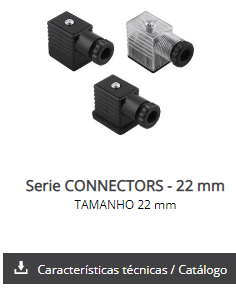 Serie CONNECTORS - 22 mm
TAMANHO 22 mm
Características técnicas / Catálogo